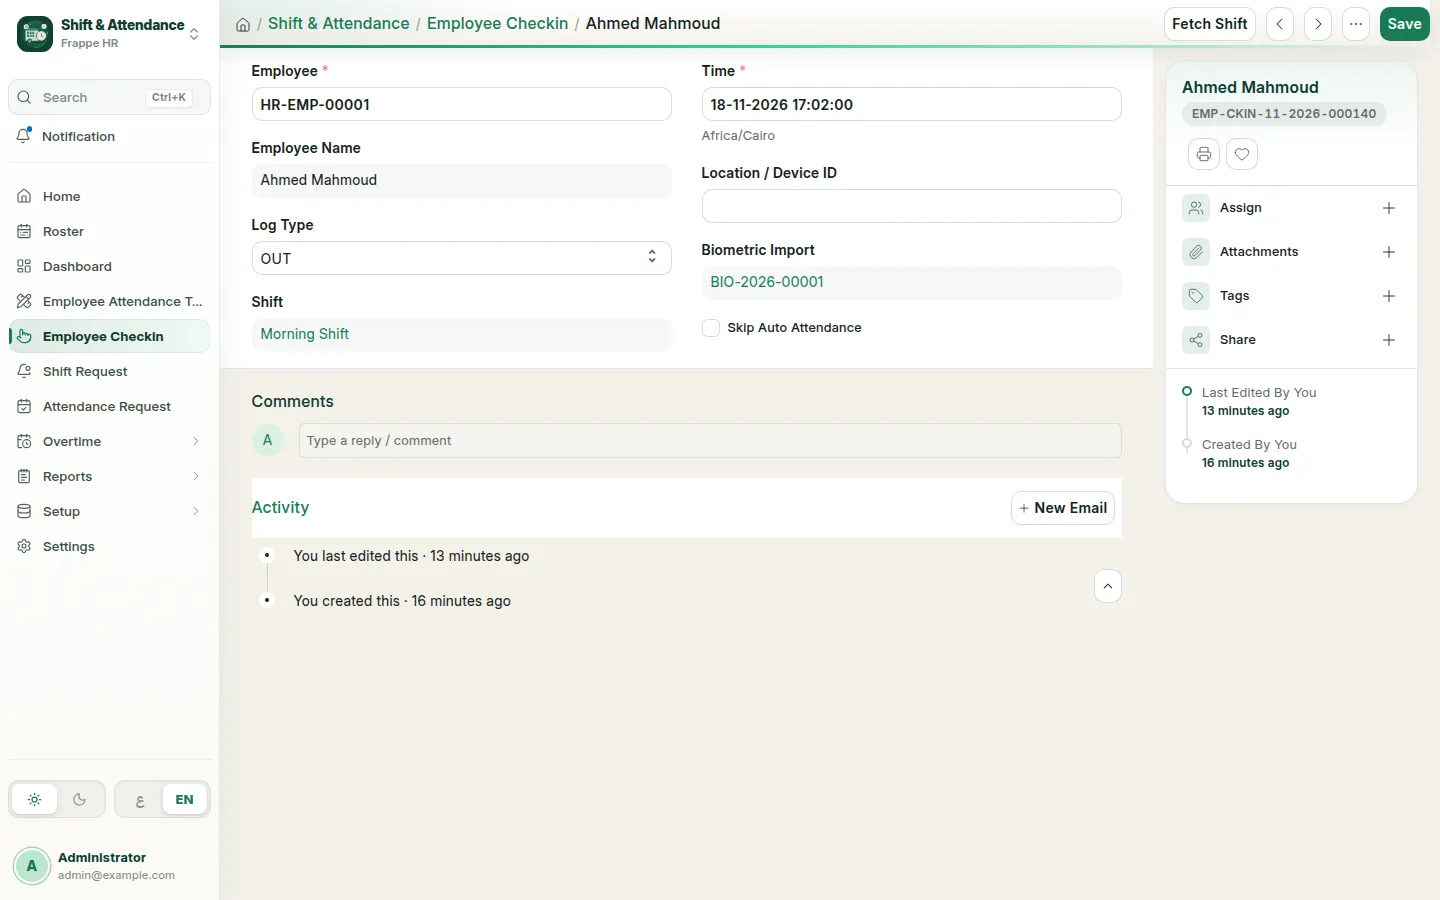 Shift & Attendance
Frappe HR
Search
Ctrl+K
Notification
Home
Roster
Dashboard
Employee Attendance T...
Employee Checkin
Shift Request
Attendance Request
Overtime
Reports
Setup
Settings
ع
EN
A
Administrator
admin@example.com
/ Shift & Attendance / Employee Checkin / Ahmed Mahmoud
Fetch Shift
Save
Employee *
HR-EMP-00001
Employee Name
Ahmed Mahmoud
Log Type
OUT
Shift
Morning Shift
Time *
18-11-2026 17:02:00
Africa/Cairo
Location / Device ID
Biometric Import
BIO-2026-00001
Skip Auto Attendance
Comments
A
Type a reply / comment
Activity
+ New Email
You last edited this · 13 minutes ago
You created this · 16 minutes ago
Ahmed Mahmoud
EMP-CKIN-11-2026-000140
Assign
Attachments
Tags
Share
Last Edited By You
13 minutes ago
Created By You
16 minutes ago